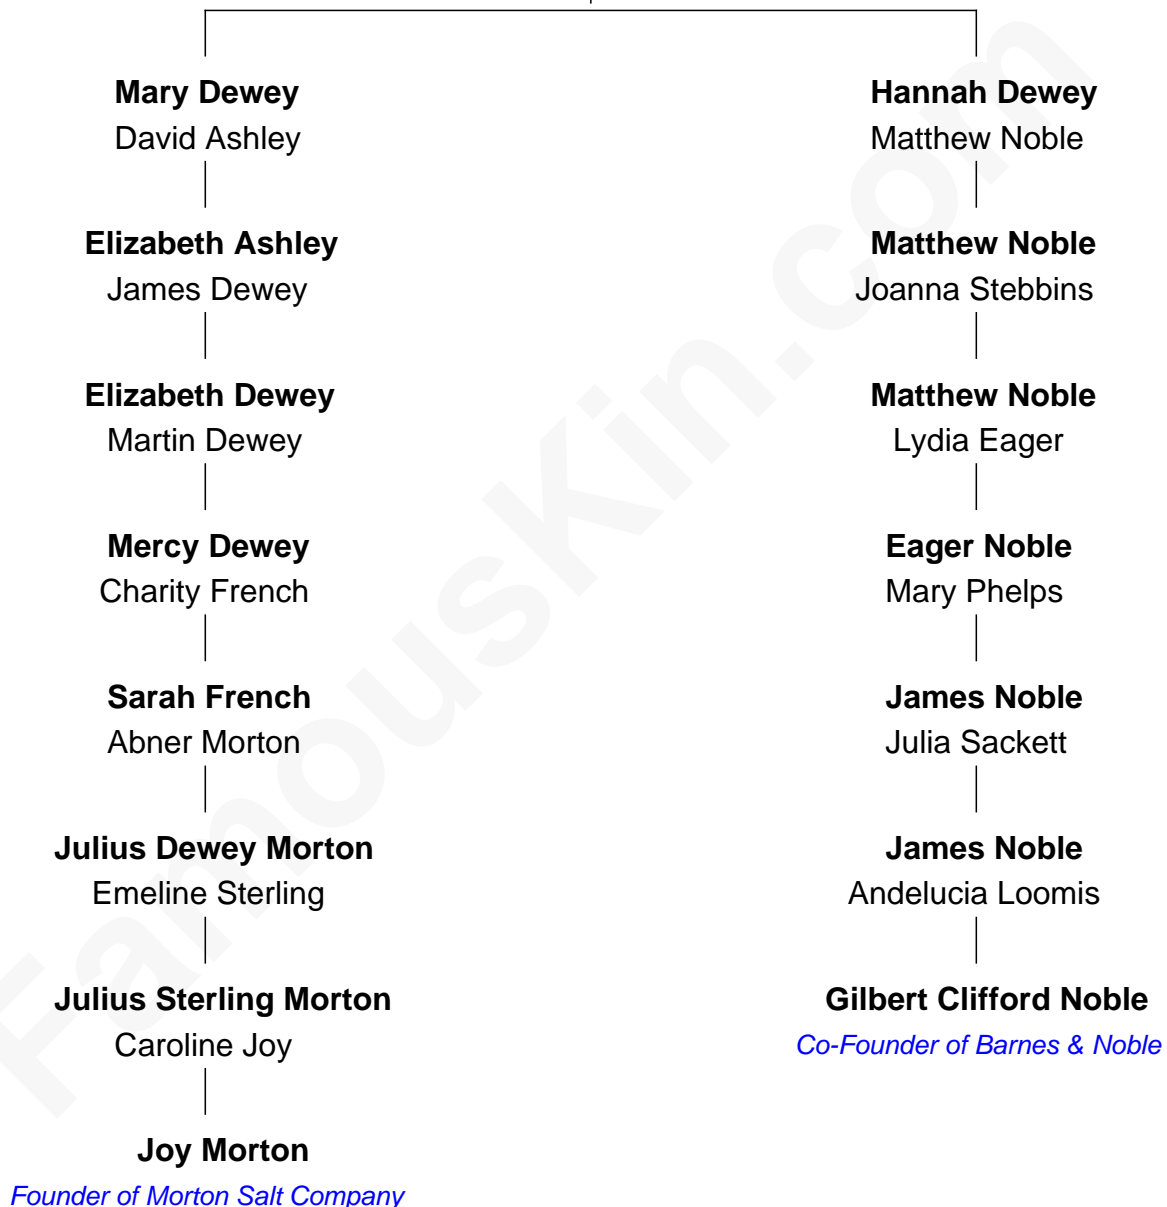 Mary Dewey
David Ashley
Elizabeth Ashley
James Dewey
Elizabeth Dewey
Martin Dewey
Mercy Dewey
Charity French
Sarah French
Abner Morton
Julius Dewey Morton
Emeline Sterling
Julius Sterling Morton
Caroline Joy
Joy Morton
Founder of Morton Salt Company
Hannah Dewey
Matthew Noble
Matthew Noble
Joanna Stebbins
Matthew Noble
Lydia Eager
Eager Noble
Mary Phelps
James Noble
Julia Sackett
James Noble
Andelucia Loomis
Gilbert Clifford Noble
Co-Founder of Barnes & Noble
FamousKin.com